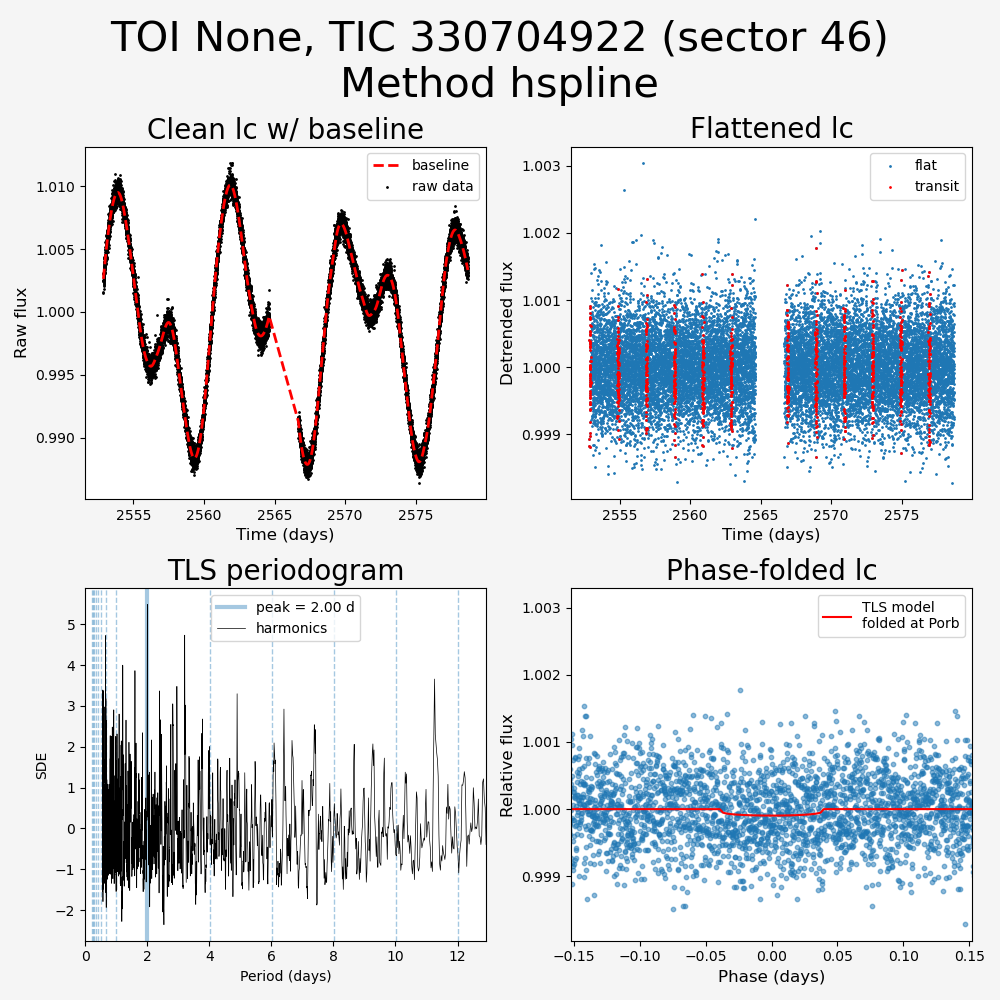 TOI None, TIC 330704922 (sector 46)
Method hspline
Clean lc w/ baseline
Raw flux
1.010
1.005
1.000
0.995
0.990
baseline
raw data
2555
2560
2565
2570
2575
Time (days)
Flattened lc
Detrended flux
1.003
1.002
1.001
1.000
0.999
flat
transit
2555
2560
2565
2570
2575
Time (days)
TLS periodogram
SDE
5
4
3
2
1
0
−1
−2
peak = 2.00 d
harmonics
0
2
4
6
8
10
12
Period (days)
Phase-folded lc
Relative flux
1.003
1.002
1.001
1.000
0.999
TLS model
folded at Porb
−0.15
−0.10
−0.05
0.00
0.05
0.10
0.15
Phase (days)